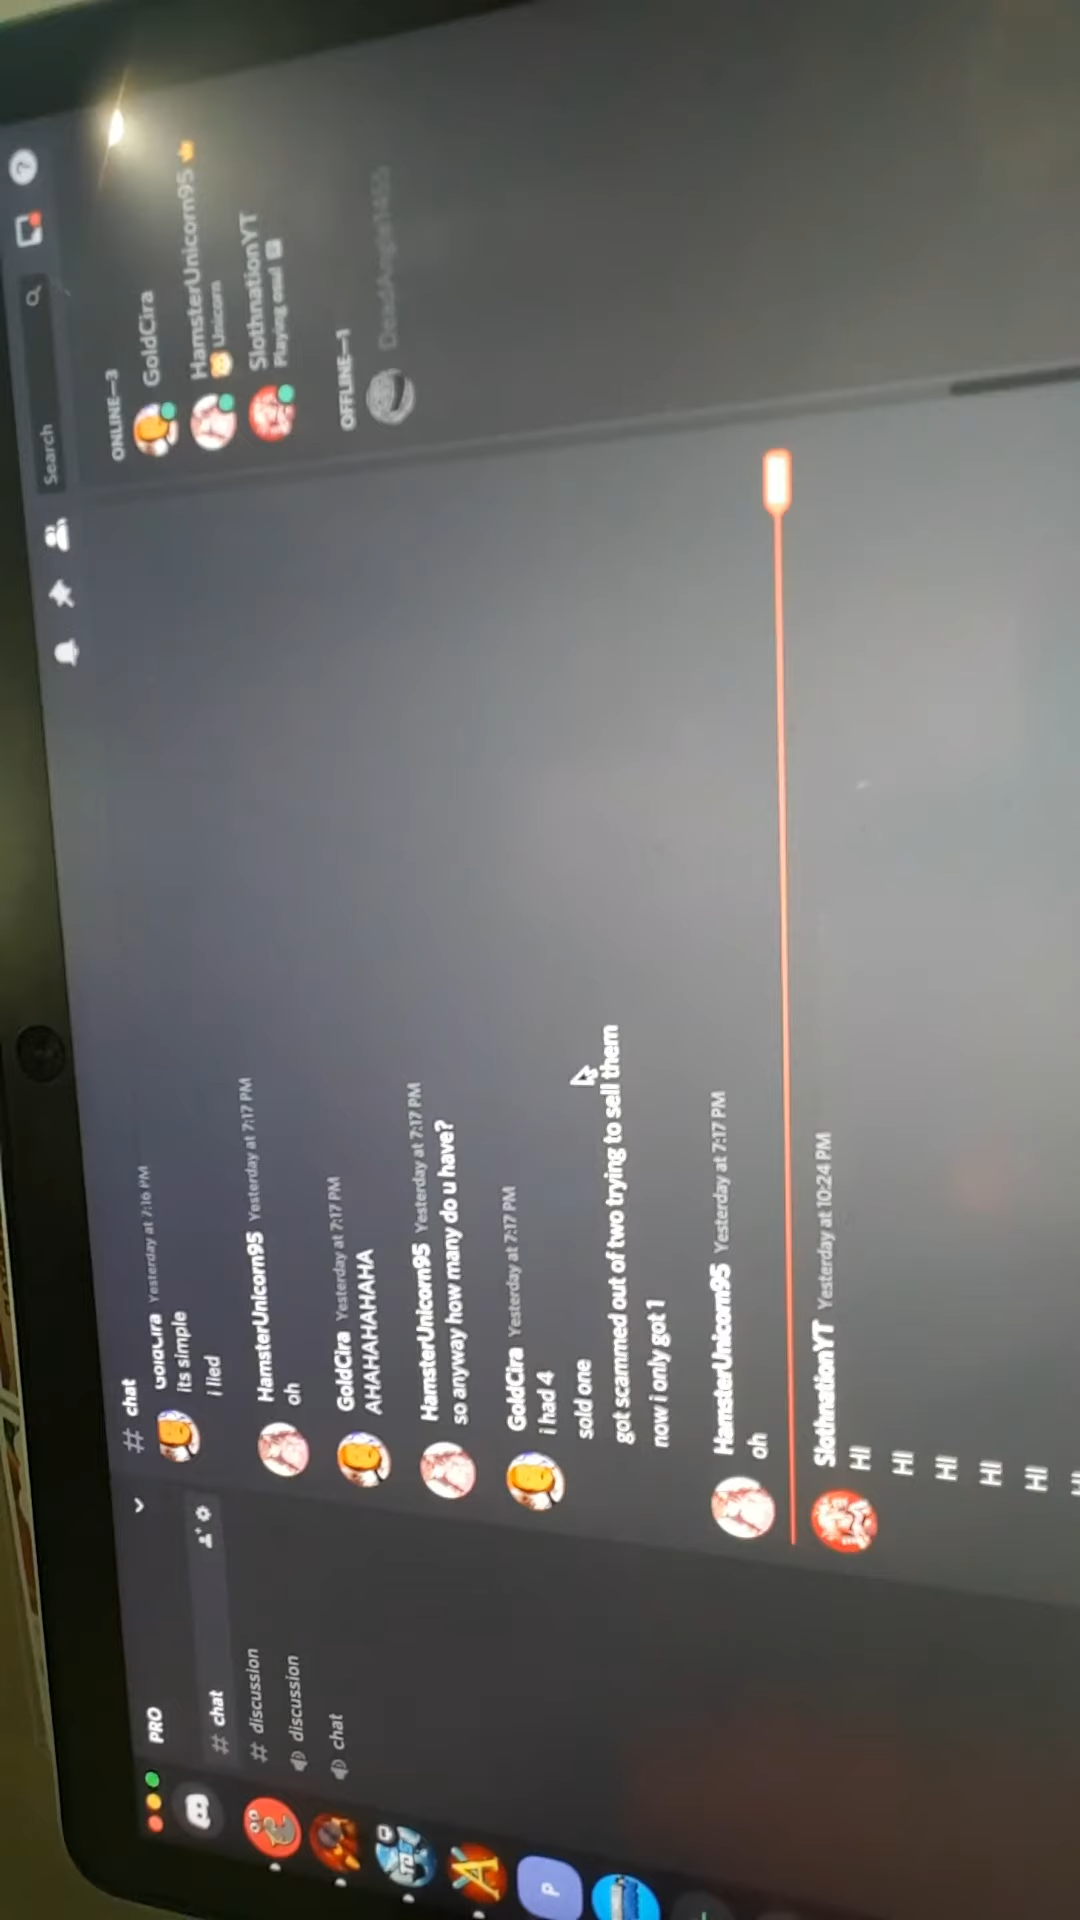 PRO
# chat
# discussion
discussion
chat
# chat
Search
GoldCira Yesterday at 7:16 PM
its simple
i lied
HamsterUnicorn95 Yesterday at 7:17 PM
oh
GoldCira Yesterday at 7:17 PM
AHAHAHAHAHA
HamsterUnicorn95 Yesterday at 7:17 PM
so anyway how many do u have?
GoldCira Yesterday at 7:17 PM
i had 4
sold one
got scammed out of two trying to sell them
now i only got 1
HamsterUnicorn95 Yesterday at 7:17 PM
oh
SlothnationYT Yesterday at 10:24 PM
HI
HI
HI
HI
HI
HI
ONLINE—3
GoldCira
HamsterUnicorn95
Unicorn
SlothnationYT
Playing osu!
OFFLINE—1
P
A